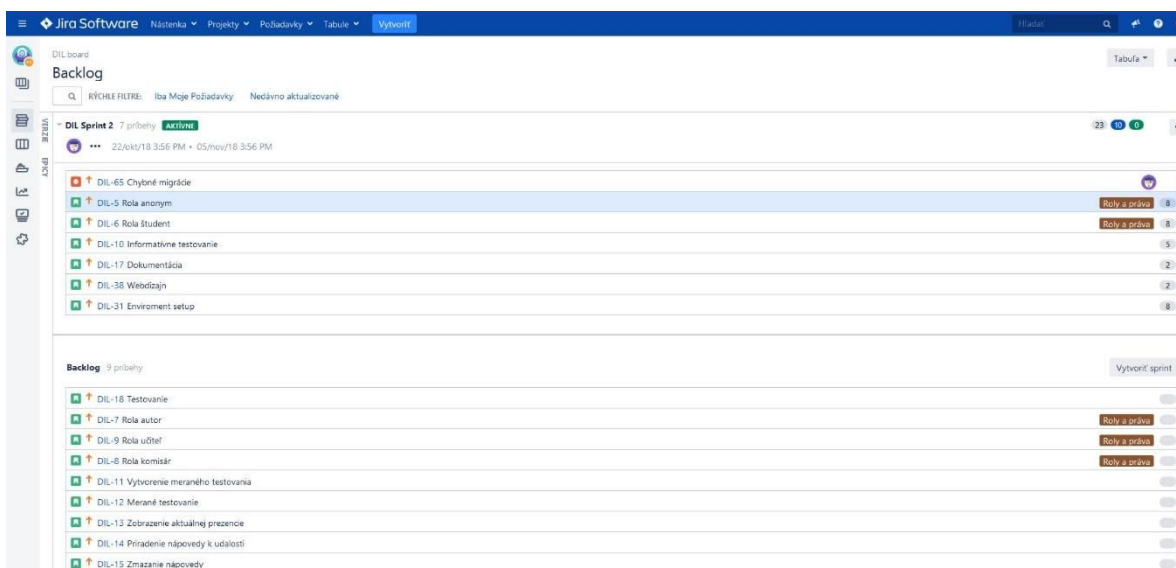 Jira Software Nástenka Projekty Požiadavky Tabule Vytvoriť Hľadať
DIL board
Tabuľa
Backlog
RÝCHLE FILTRE: Iba Moje Požiadavky Nedávno aktualizované
VERZIE
EPICY
DIL Sprint 2 7 príbehy AKTÍVNE 23 10 0
22/okt/18 3:56 PM • 05/nov/18 3:56 PM
DIL-65 Chybné migrácie
DIL-5 Rola anonym Roly a práva 8
DIL-6 Rola študent Roly a práva 8
DIL-10 Informatívne testovanie 5
DIL-17 Dokumentácia 2
DIL-38 Webdizajn 2
DIL-31 Enviroment setup 8
Backlog 9 príbehy Vytvoriť sprint
DIL-18 Testovanie
DIL-7 Rola autor Roly a práva
DIL-9 Rola učiteľ Roly a práva
DIL-8 Rola komisár Roly a práva
DIL-11 Vytvorenie meraného testovania
DIL-12 Merané testovanie
DIL-13 Zobrazenie aktuálnej prezencie
DIL-14 Priradenie nápovedy k udalosti
DIL-15 Zmazanie nápovedy